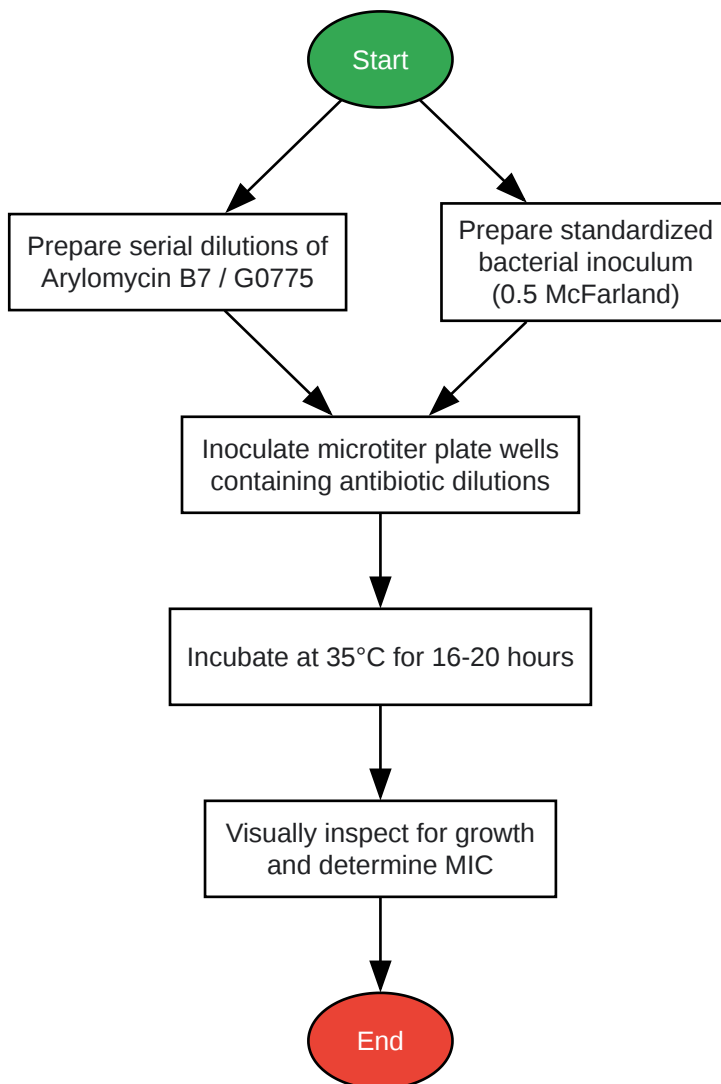 Start
Prepare serial dilutions of
Arylomycin B7 / G0775
Prepare standardized
bacterial inoculum
(0.5 McFarland)
Inoculate microtiter plate wells
containing antibiotic dilutions
Incubate at 35°C for 16-20 hours
Visually inspect for growth
and determine MIC
End